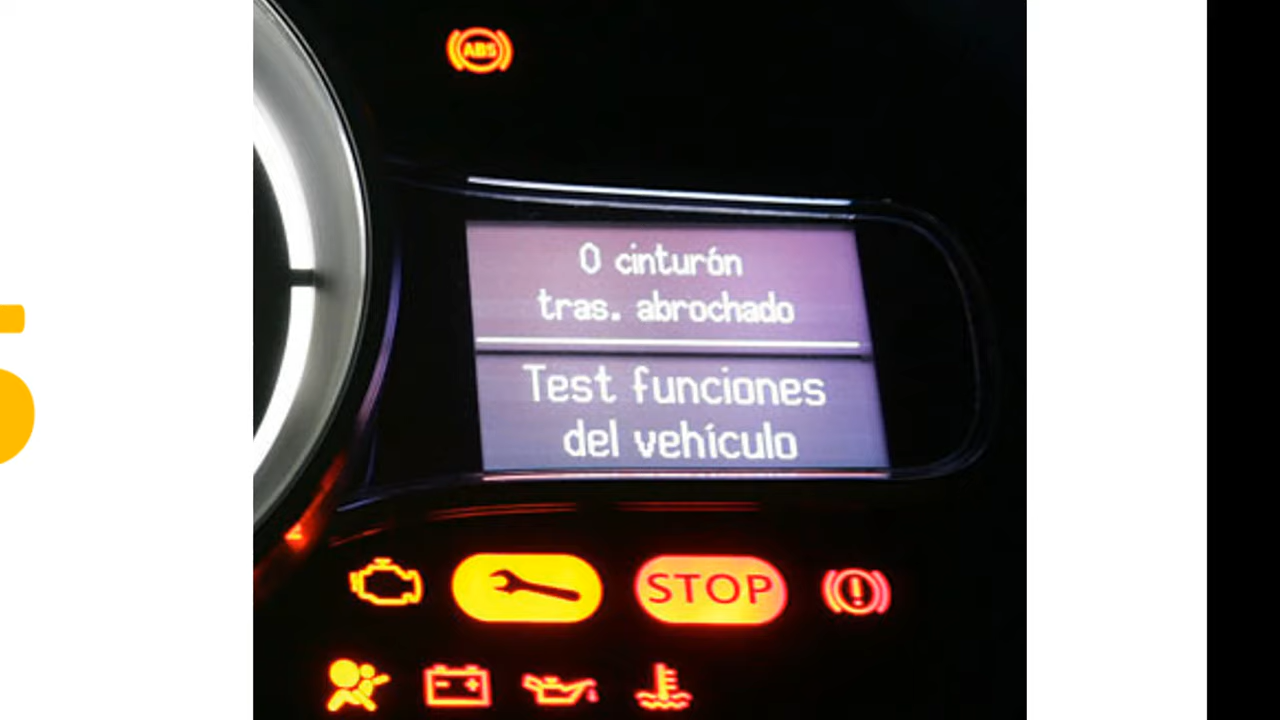 ABS
0 cinturón
tras. abrochado
Test funciones
del vehículo
STOP